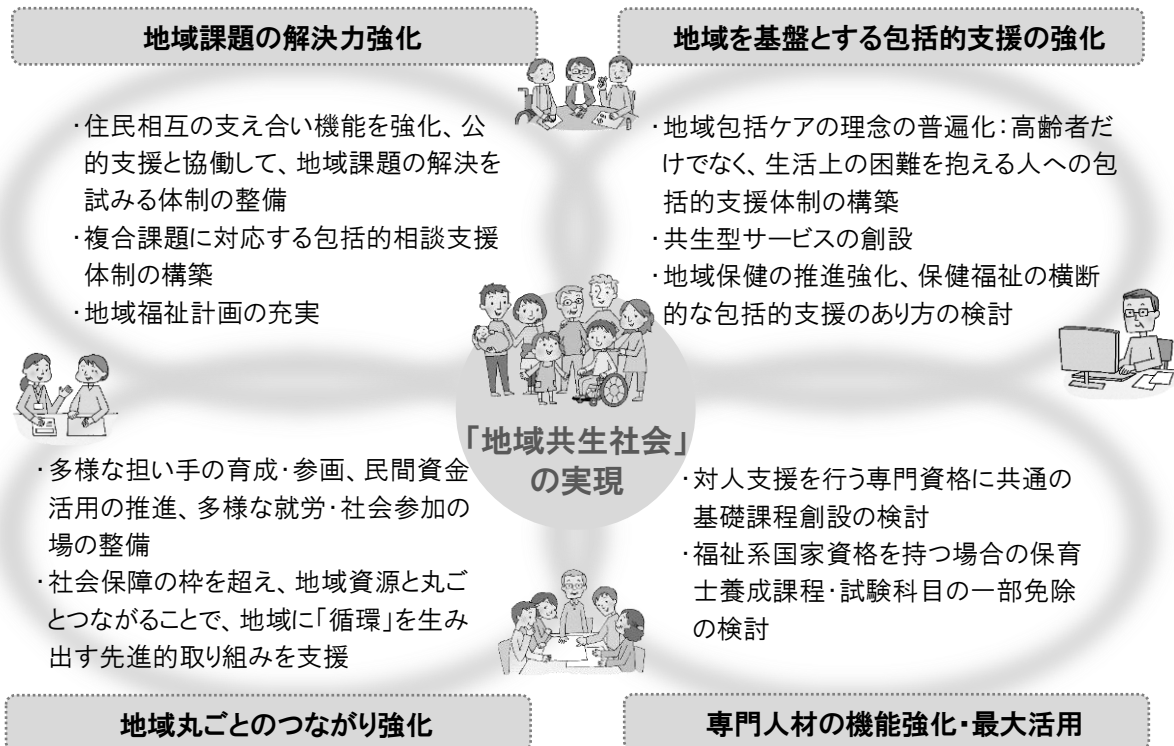 地域課題の解決力強化
・住民相互の支え合い機能を強化、公
的支援と協働して、地域課題の解決を
試みる体制の整備
・複合課題に対応する包括的相談支援
体制の構築
・地域福祉計画の充実
地域を基盤とする包括的支援の強化
・地域包括ケアの理念の普遍化：高齢者だ
けでなく、生活上の困難を抱える人への包
括的支援体制の構築
・共生型サービスの創設
・地域保健の推進強化、保健福祉の横断
的な包括的支援のあり方の検討
「地域共生社会」
の実現
・多様な担い手の育成・参画、民間資金
活用の推進、多様な就労・社会参加の
場の整備
・社会保障の枠を超え、地域資源と丸ご
とつながることで、地域に「循環」を生み
出す先進的取り組みを支援
地域丸ごとのつながり強化
・対人支援を行う専門資格に共通の
基礎課程創設の検討
・福祉系国家資格を持つ場合の保育
士養成課程・試験科目の一部免除
の検討
専門人材の機能強化・最大活用